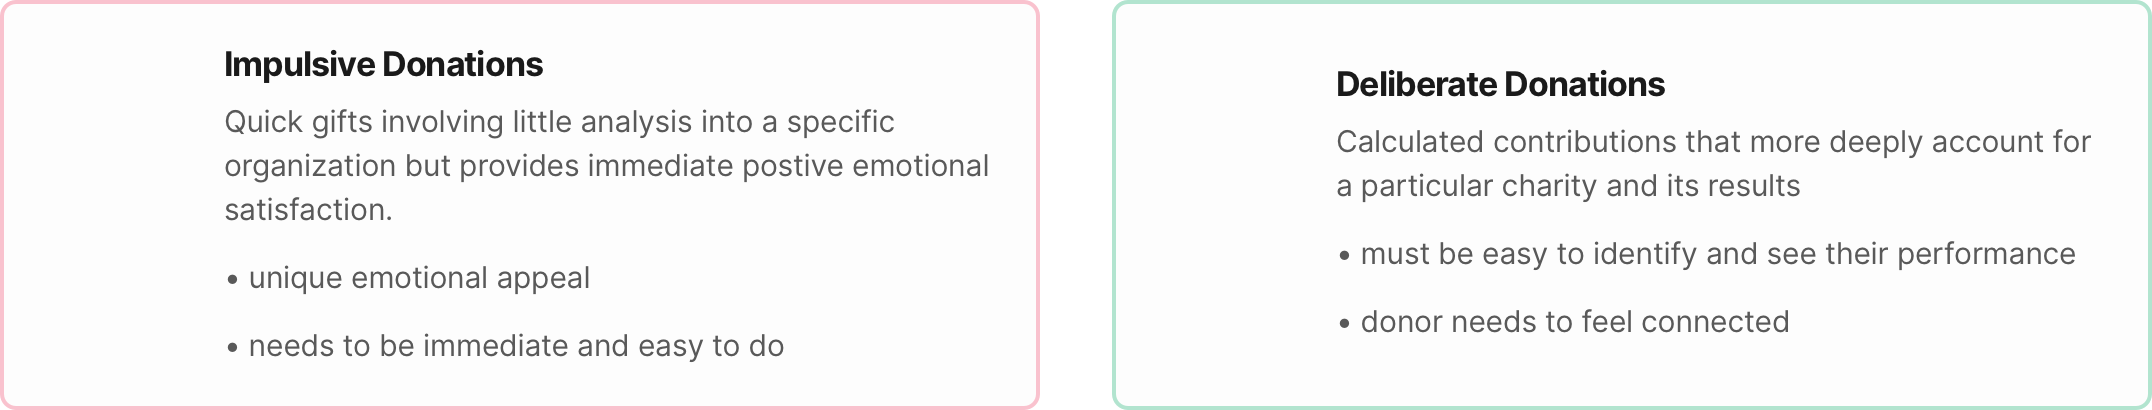 Impulsive Donations
Quick gifts involving little analysis into a specific
organization but provides immediate postive emotional
satisfaction.
• unique emotional appeal
• needs to be immediate and easy to do
Deliberate Donations
Calculated contributions that more deeply account for
a particular charity and its results
• must be easy to identify and see their performance
• donor needs to feel connected